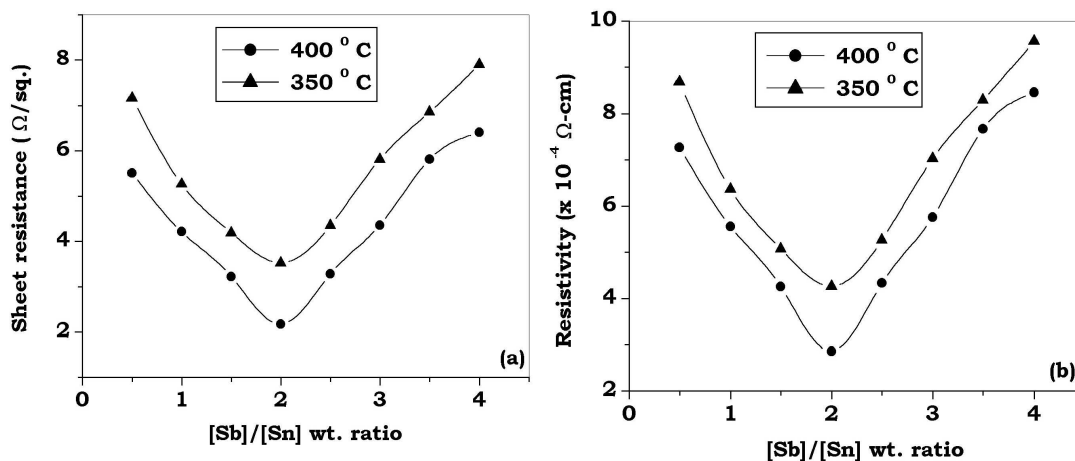 8
6
4
2
0
1
2
3
4
Sheet resistance ( Ω/sq.)
[Sb]/[Sn] wt. ratio
400 ° C
350 ° C
(a)
10
8
6
4
2
0
1
2
3
4
Resistivity (x 10⁻⁴ Ω-cm)
[Sb]/[Sn] wt. ratio
400 ° C
350 ° C
(b)